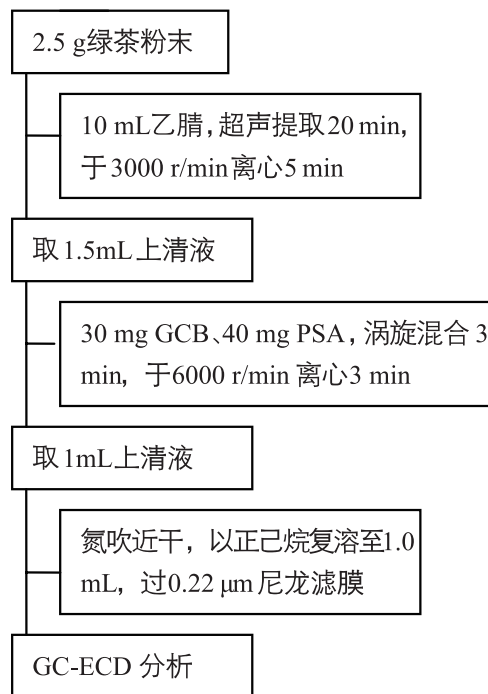 2.5 g绿茶粉末
10 mL乙腈,超声提取20 min,
于3000 r/min离心5 min
取1.5mL上清液
30 mg GCB、40 mg PSA,涡旋混合 3
min, 于6000 r/min 离心3 min
取1mL上清液
氮吹近干, 以正己烷复溶至1.0
mL, 过0.22 μm尼龙滤膜
GC-ECD 分析